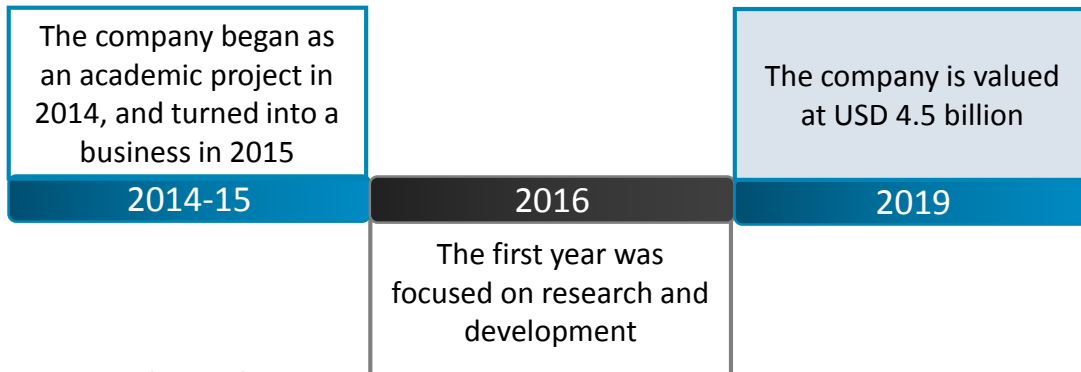 The company began as
an academic project in
2014, and turned into a
business in 2015
2014-15
2016
The first year was
focused on research and
development
The company is valued
at USD 4.5 billion
2019